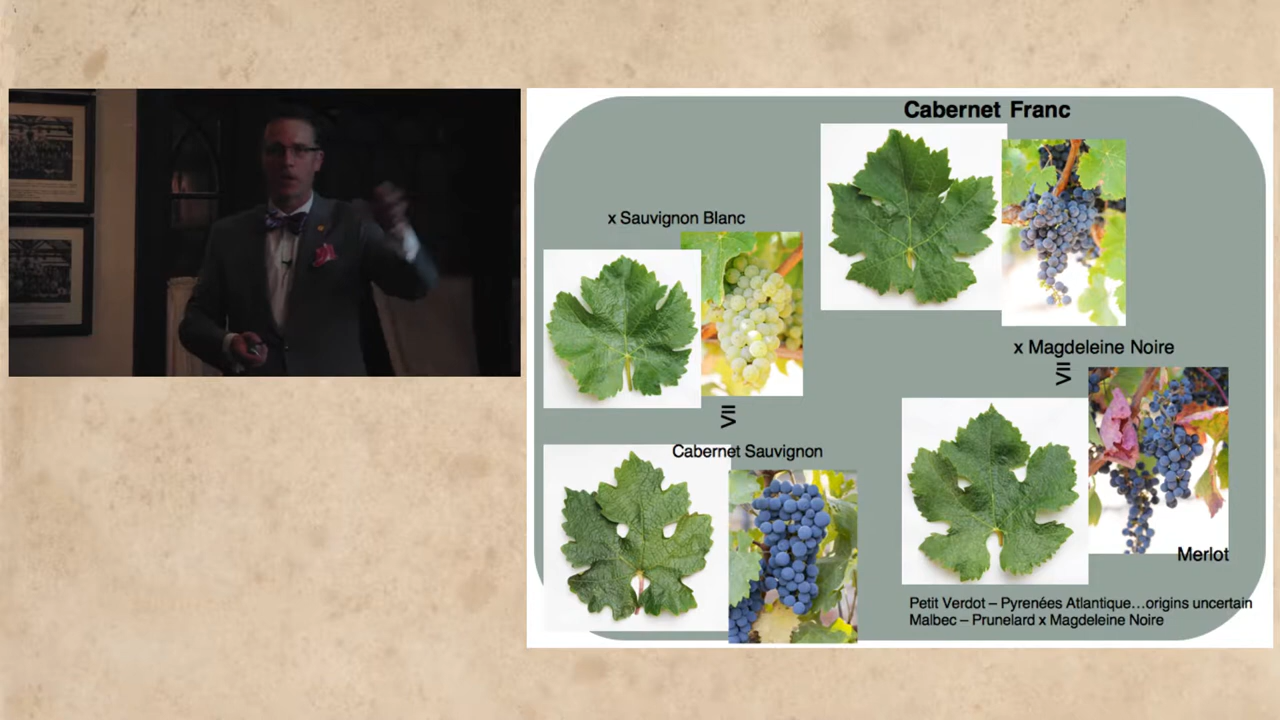 Cabernet Franc
x Sauvignon Blanc
x Magdeleine Noire
=>
=>
Cabernet Sauvignon
Merlot
Petit Verdot – Pyrenées Atlantique…origins uncertain
Malbec – Prunelard x Magdeleine Noire